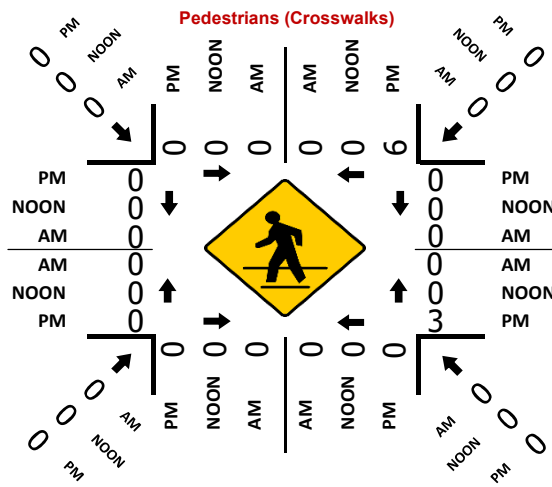 Pedestrians (Crosswalks)
PM NOON AM AM NOON PM
0 0 0 0 0 6
PM NOON AM
0 0 0
PM NOON AM
0 0 0
PM 0 0 PM
NOON 0 0 NOON
AM 0 0 AM
AM 0 0 AM
NOON 0 0 NOON
PM 0 3 PM
0 0 0 0 0 0
PM NOON AM AM NOON PM
0 0 0
AM NOON PM
0 0 0
AM NOON PM